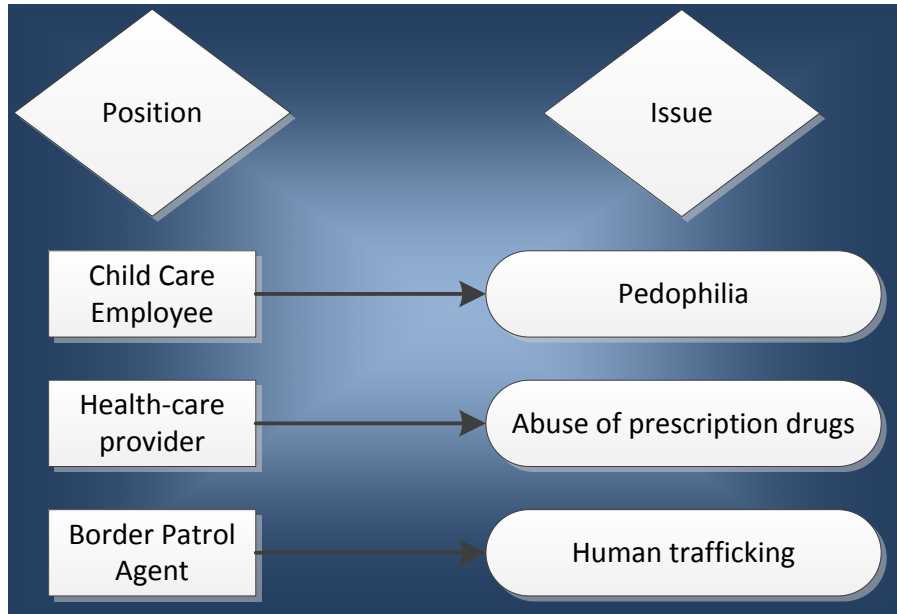 Position
Issue
Child Care
Employee
Pedophilia
Health-care
provider
Abuse of prescription drugs
Border Patrol
Agent
Human trafficking